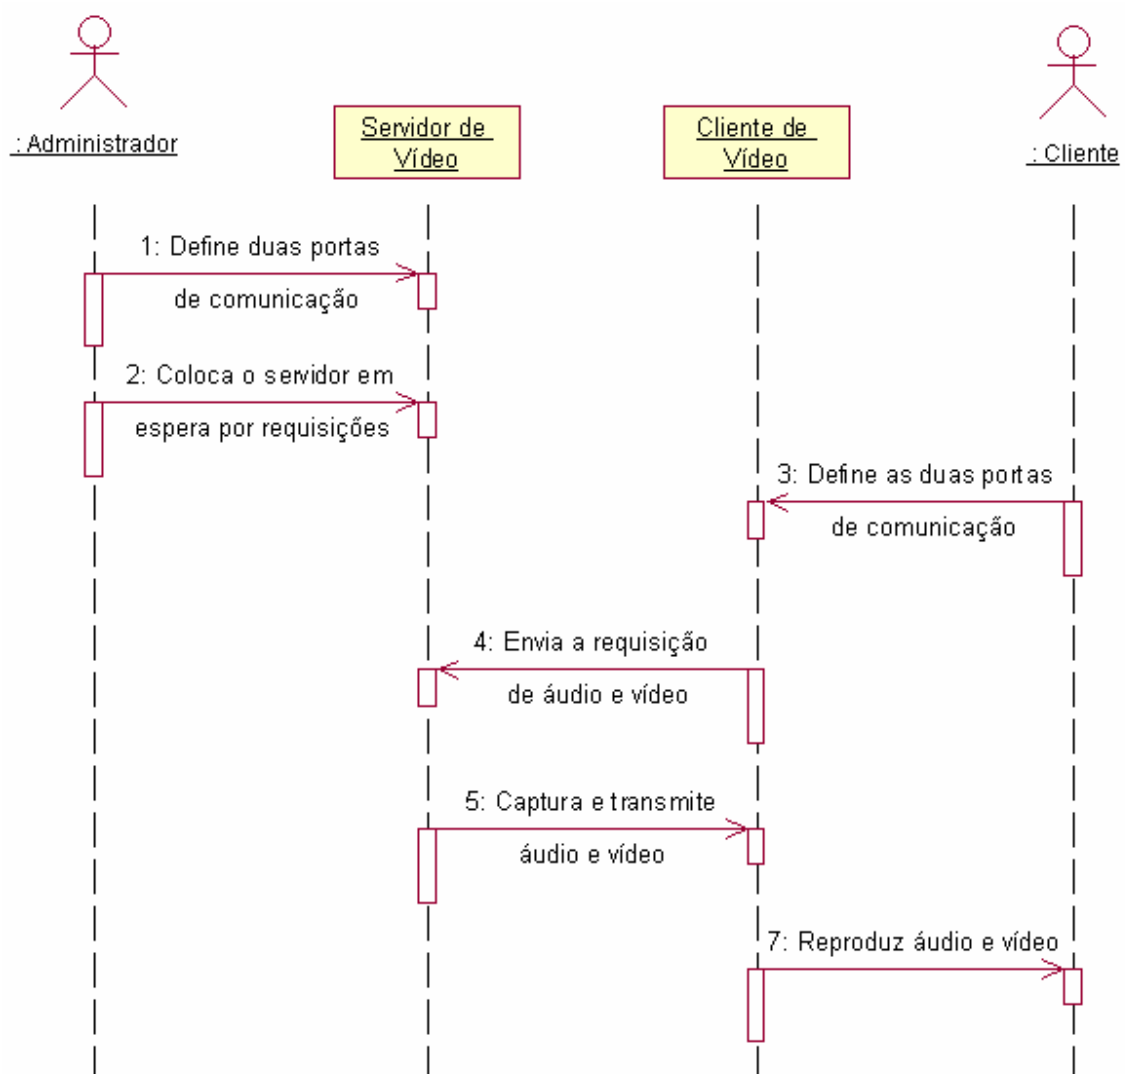 : Administrador
Servidor de
Vídeo
Cliente de
Vídeo
: Cliente
1: Define duas portas
de comunicação
2: Coloca o servidor em
espera por requisições
3: Define as duas portas
de comunicação
4: Envia a requisição
de áudio e vídeo
5: Captura e transmite
áudio e vídeo
7: Reproduz áudio e vídeo